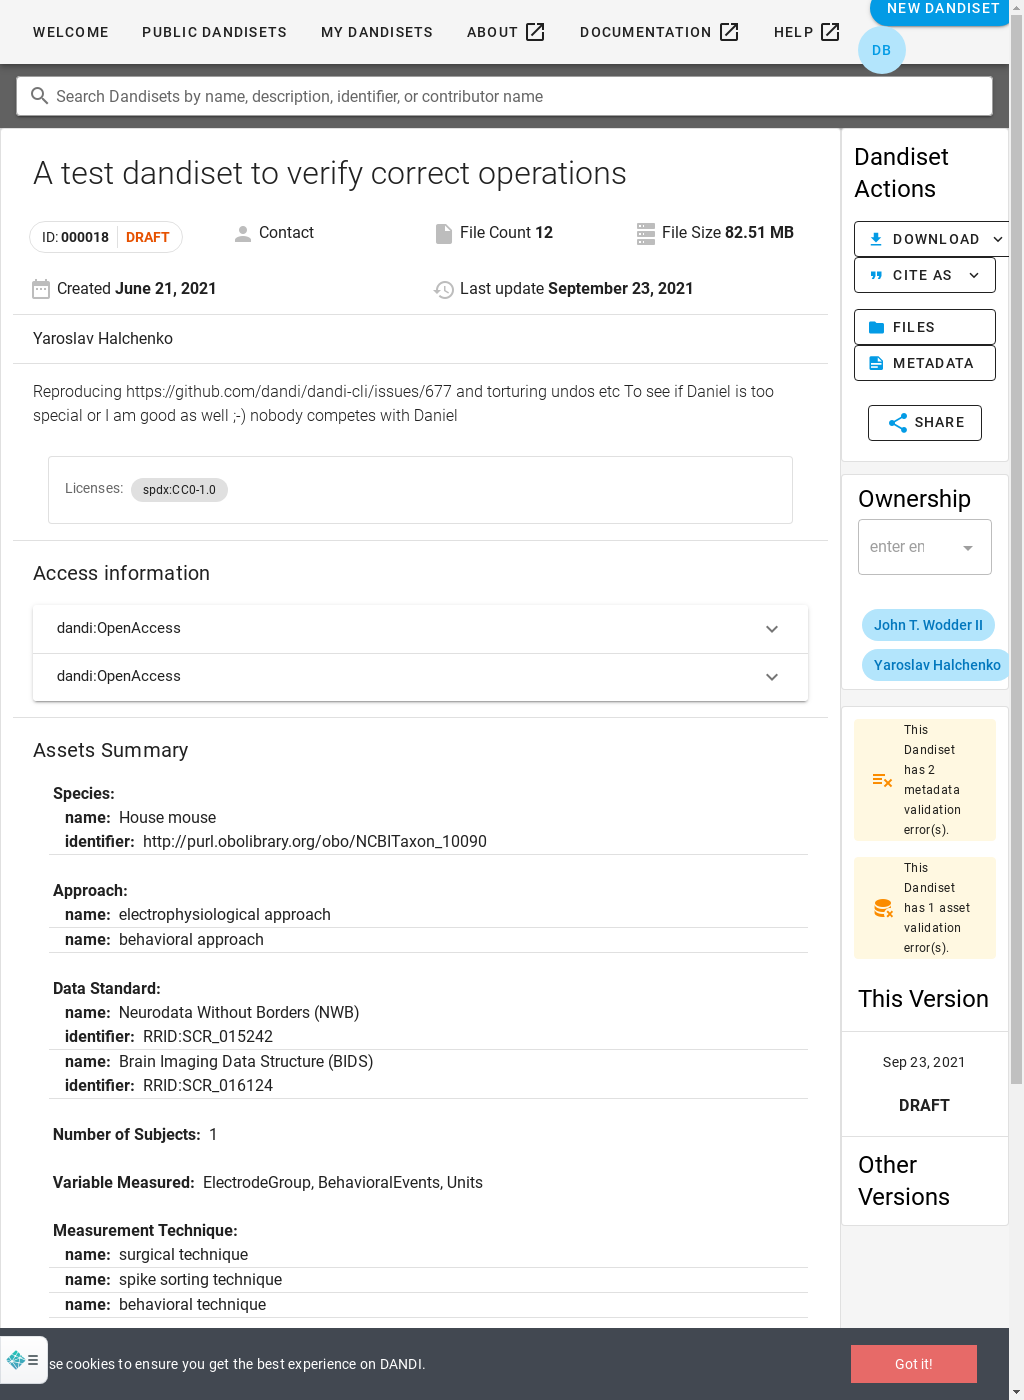 WELCOME PUBLIC DANDISETS MY DANDISETS ABOUT DOCUMENTATION HELP NEW DANDISET
DB
Search Dandisets by name, description, identifier, or contributor name
A test dandiset to verify correct operations
ID: 000018 DRAFT Contact File Count 12 File Size 82.51 MB
Created June 21, 2021 Last update September 23, 2021
Yaroslav Halchenko
Reproducing https://github.com/dandi/dandi-cli/issues/677 and torturing undos etc To see if Daniel is too
special or I am good as well ;-) nobody competes with Daniel
Licenses: spdx:CC0-1.0
Access information
dandi:OpenAccess
dandi:OpenAccess
Assets Summary
Species:
name: House mouse
identifier: http://purl.obolibrary.org/obo/NCBITaxon_10090
Approach:
name: electrophysiological approach
name: behavioral approach
Data Standard:
name: Neurodata Without Borders (NWB)
identifier: RRID:SCR_015242
name: Brain Imaging Data Structure (BIDS)
identifier: RRID:SCR_016124
Number of Subjects: 1
Variable Measured: ElectrodeGroup, BehavioralEvents, Units
Measurement Technique:
name: surgical technique
name: spike sorting technique
name: behavioral technique
Dandiset
Actions
DOWNLOAD
CITE AS
FILES
METADATA
SHARE
Ownership
enter
John T. Wodder II
Yaroslav Halchenko
This
Dandiset
has 2
metadata
validation
error(s).
This
Dandiset
has 1 asset
validation
error(s).
This Version
Sep 23, 2021
DRAFT
Other
Versions
cookies to ensure you get the best experience on DANDI.
Got it!